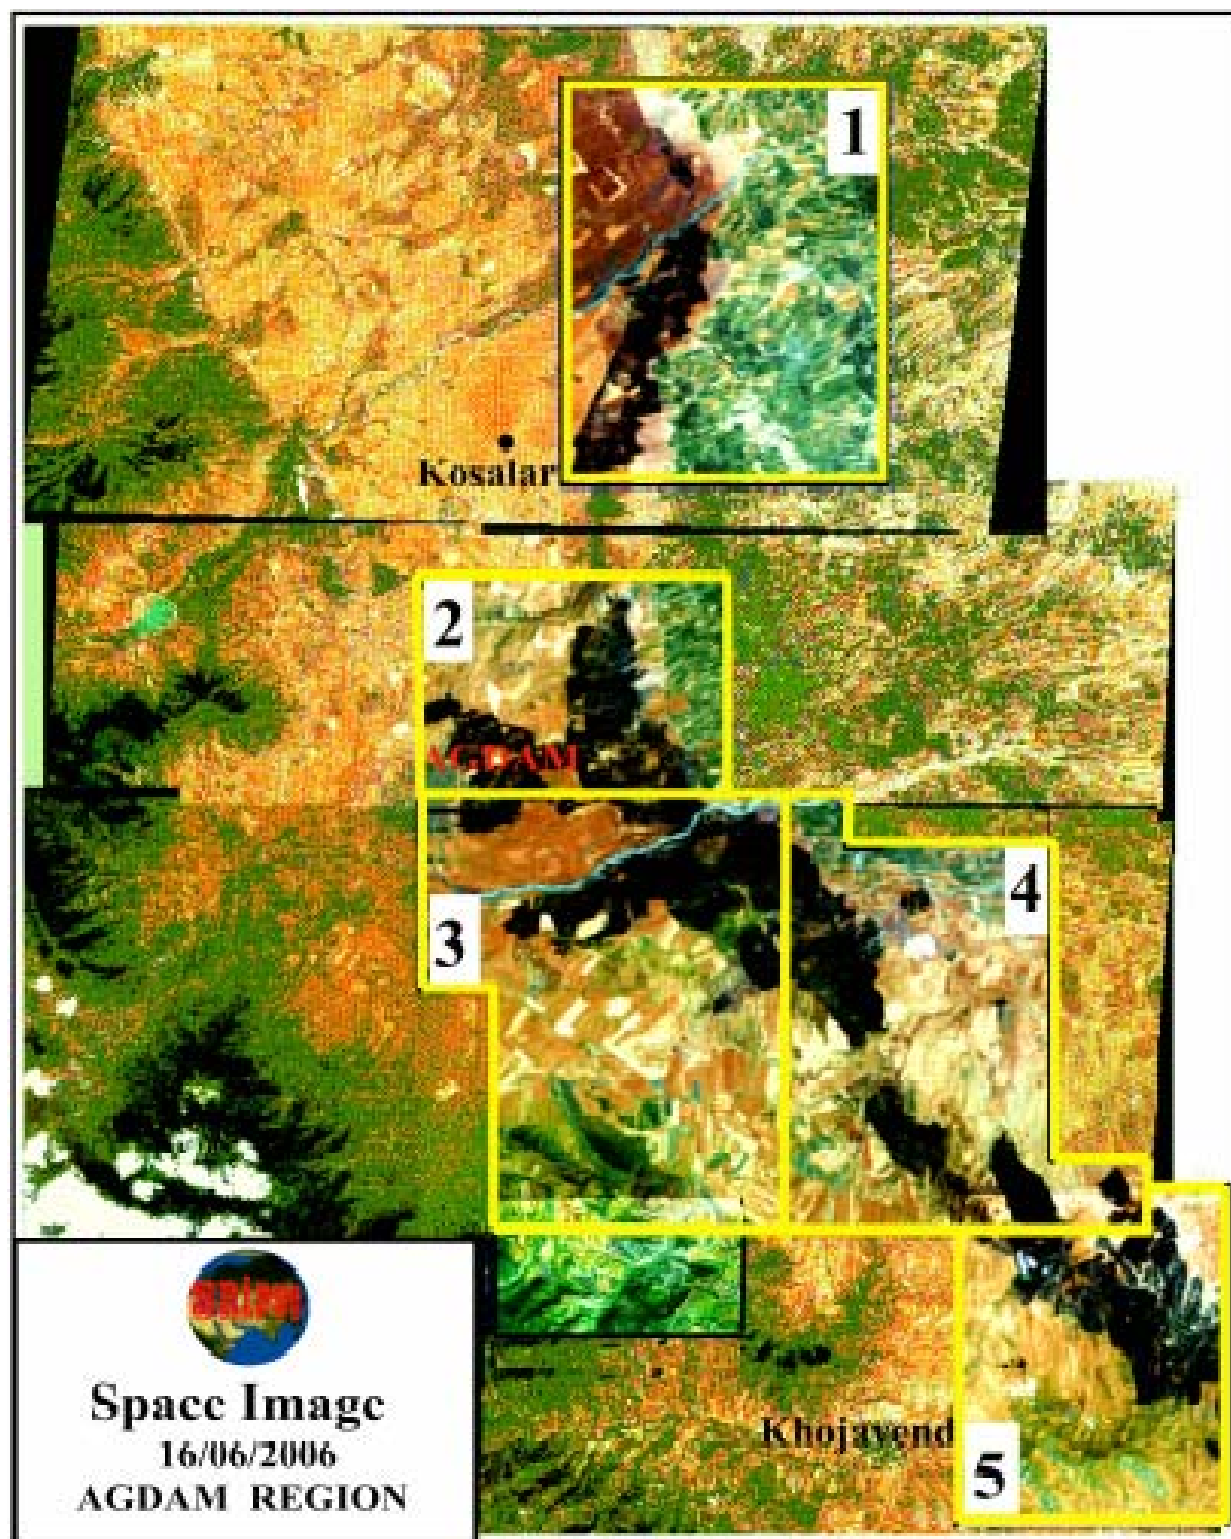 1
Kosalar
2
AGDAM
3
4
Khojavend
5
Space Image
16/06/2006
AGDAM REGION